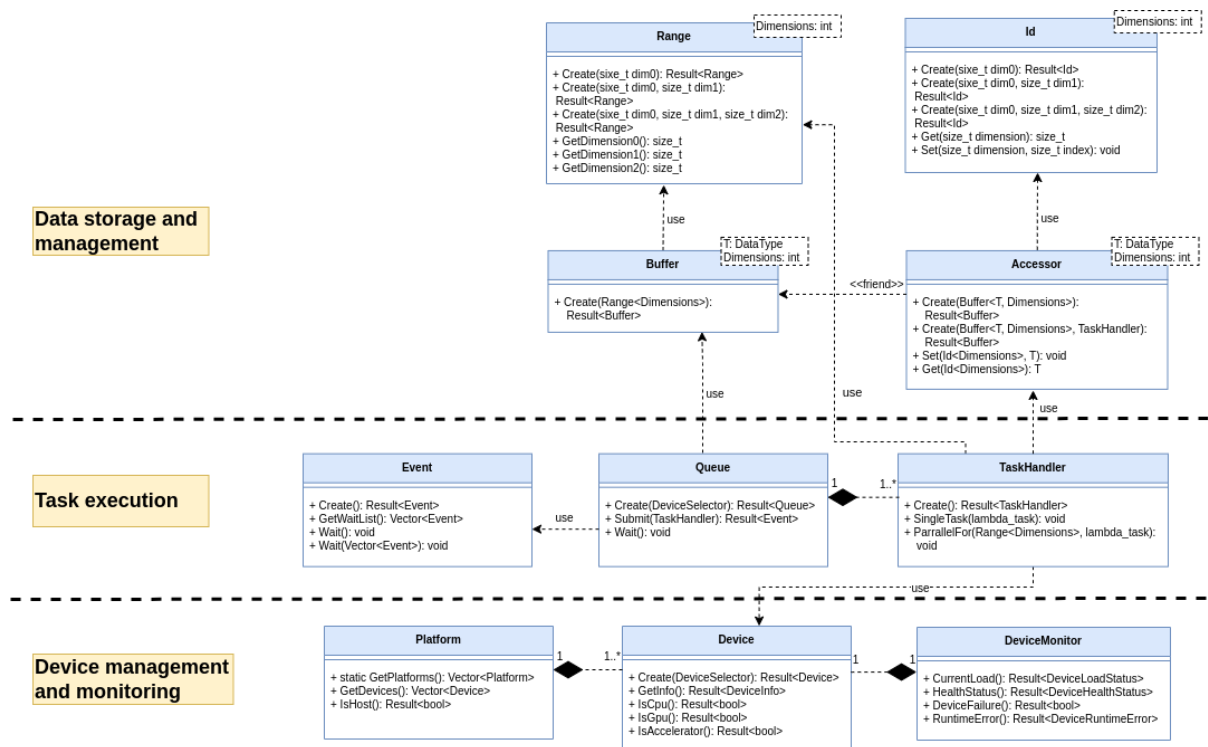 Dimensions: int
Range
+ Create(sixe_t dim0): Result<Range>
+ Create(sixe_t dim0, size_t dim1):
Result<Range>
+ Create(sixe_t dim0, size_t dim1, size_t dim2):
Result<Range>
+ GetDimension0(): size_t
+ GetDimension1(): size_t
+ GetDimension2(): size_t
Dimensions: int
Id
+ Create(sixe_t dim0): Result<Id>
+ Create(sixe_t dim0, size_t dim1):
Result<Id>
+ Create(sixe_t dim0, size_t dim1, size_t dim2):
Result<Id>
+ Get(size_t dimension): size_t
+ Set(size_t dimension, size_t index): void
Data storage and
management
use
use
T: DataType
Dimensions: int
Buffer
+ Create(Range<Dimensions>):
Result<Buffer>
<<friend>>
T: DataType
Dimensions: int
Accessor
+ Create(Buffer<T, Dimensions>):
Result<Buffer>
+ Create(Buffer<T, Dimensions>, TaskHandler):
Result<Buffer>
+ Set(Id<Dimensions>, T): void
+ Get(Id<Dimensions>): T
use
use
use
Task execution
Event
+ Create(): Result<Event>
+ GetWaitList(): Vector<Event>
+ Wait(): void
+ Wait(Vector<Event>): void
use
Queue
+ Create(DeviceSelector): Result<Queue>
+ Submit(TaskHandler): Result<Event>
+ Wait(): void
1
1..*
TaskHandler
+ Create(): Result<TaskHandler>
+ SingleTask(lambda_task): void
+ ParrallelFor(Range<Dimensions>, lambda_task):
void
use
Device management
and monitoring
Platform
+ static GetPlatforms(): Vector<Platform>
+ GetDevices(): Vector<Device>
+ IsHost(): Result<bool>
1
1..*
Device
+ Create(DeviceSelector): Result<Device>
+ GetInfo(): Result<DeviceInfo>
+ IsCpu(): Result<bool>
+ IsGpu(): Result<bool>
+ IsAccelerator(): Result<bool>
1
1
DeviceMonitor
+ CurrentLoad(): Result<DeviceLoadStatus>
+ HealthStatus(): Result<DeviceHealthStatus>
+ DeviceFailure(): Result<bool>
+ RuntimeError(): Result<DeviceRuntimeError>